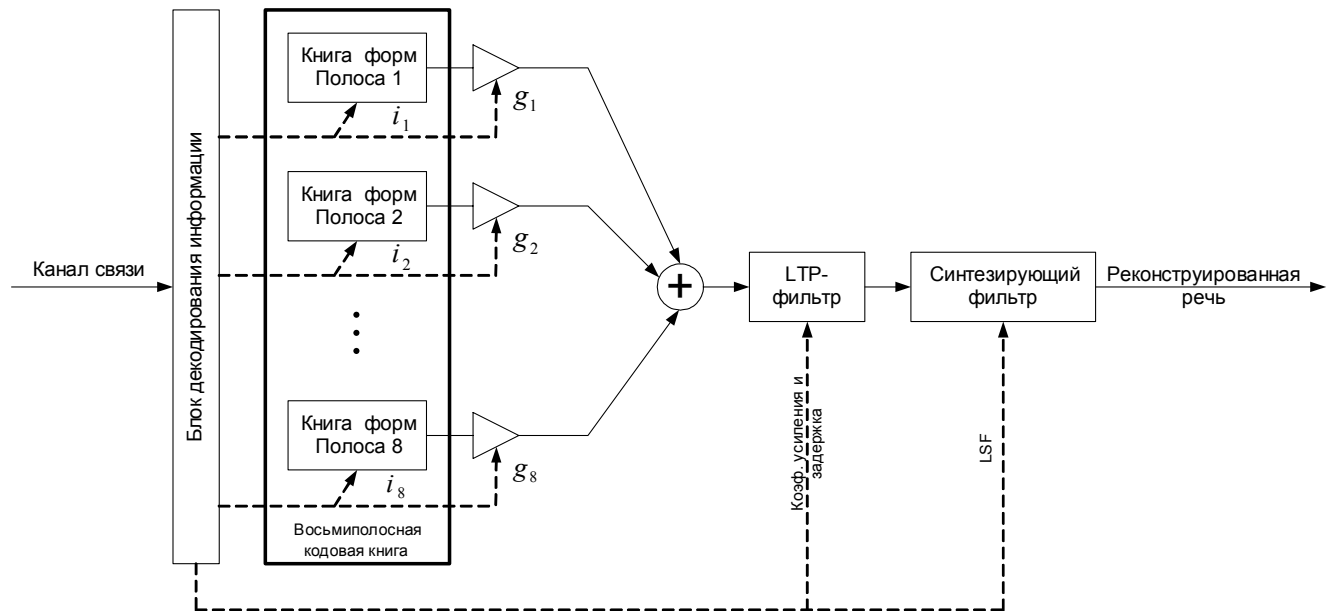 Канал связи
Блок декодирования информации
Книга форм
Полоса 1
i₁
g₁
Книга форм
Полоса 2
i₂
g₂
Книга форм
Полоса 8
i₈
g₈
Восьмиполосная
кодовая книга
+
LTP-
фильтр
Синтезирующий
фильтр
Реконструированная
речь
Коэф. усиления и
задержка
LSF